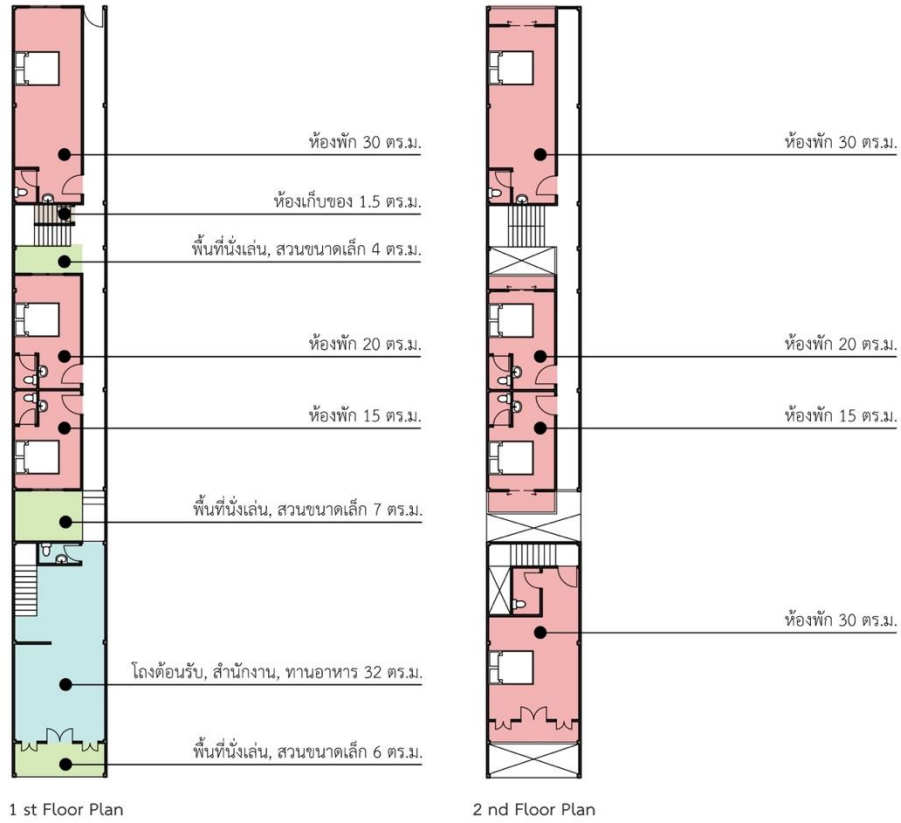 ห้องพัก 30 ตร.ม.
ห้องเก็บของ 1.5 ตร.ม.
พื้นที่นั่งเล่น, สวนขนาดเล็ก 4 ตร.ม.
ห้องพัก 20 ตร.ม.
ห้องพัก 15 ตร.ม.
พื้นที่นั่งเล่น, สวนขนาดเล็ก 7 ตร.ม.
โถงต้อนรับ, สำนักงาน, ทานอาหาร 32 ตร.ม.
พื้นที่นั่งเล่น, สวนขนาดเล็ก 6 ตร.ม.
1 st Floor Plan
ห้องพัก 30 ตร.ม.
ห้องพัก 20 ตร.ม.
ห้องพัก 15 ตร.ม.
ห้องพัก 30 ตร.ม.
2 nd Floor Plan